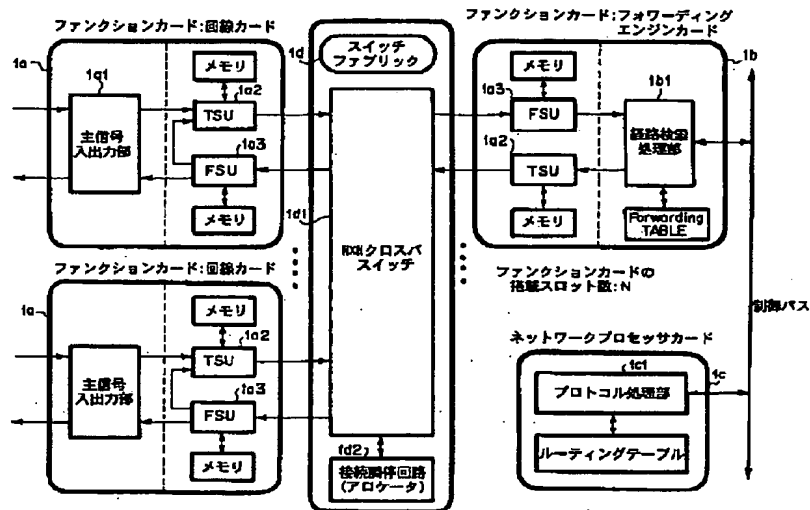 ファンクションカード:回線カード
1a
1a1
主信号
入出力部
メモリ
1a2
TSU
1a3
FSU
メモリ
ファンクションカード:回線カード
1a
主信号
入出力部
メモリ
1a2
TSU
1a3
FSU
メモリ
1d
スイッチ
ファブリック
1d1
NXNクロスバ
スイッチ
1d2
接続調停回路
(アロケータ)
ファンクションカード:フォワーディング
エンジンカード
1b
メモリ
1a3
FSU
1a2
TSU
メモリ
1b1
経路検索
処理部
Forwarding
TABLE
ファンクションカードの
搭載スロット数:N
制御バス
ネットワークプロセッサカード
1c1
1c
プロトコル処理部
ルーティングテーブル